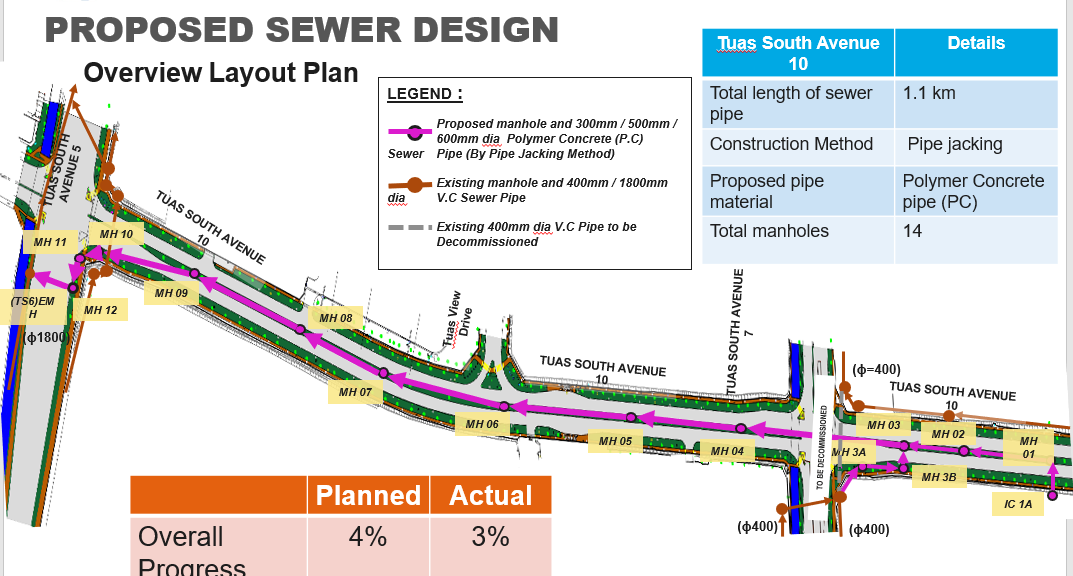 PROPOSED SEWER DESIGN
Overview Layout Plan
LEGEND :
Proposed manhole and 300mm / 500mm /
600mm dia Polymer Concrete (P.C)
Sewer Pipe (By Pipe Jacking Method)
Existing manhole and 400mm / 1800mm
dia V.C Sewer Pipe
Existing 400mm dia V.C Pipe to be
Decommissioned
Tuas South Avenue
10
Details
Total length of sewer
pipe
1.1 km
Construction Method
Pipe jacking
Proposed pipe
material
Polymer Concrete
pipe (PC)
Total manholes
14
TUAS SOUTH
AVENUE 5
TUAS SOUTH AVENUE
10
MH 11
MH 10
(TS6)EM
H
MH 12
(ϕ1800)
MH 09
MH 08
MH 07
Tuas View
Drive
MH 06
TUAS SOUTH AVENUE
10
MH 05
TUAS SOUTH AVENUE
7
MH 04
TO BE DECOMMISSIONED
(ϕ=400)
TUAS SOUTH AVENUE
10
MH 03
MH 02
MH
01
MH 3A
MH 3B
IC 1A
(ϕ400)
(ϕ400)
Planned
Actual
Overall
Progress
4%
3%